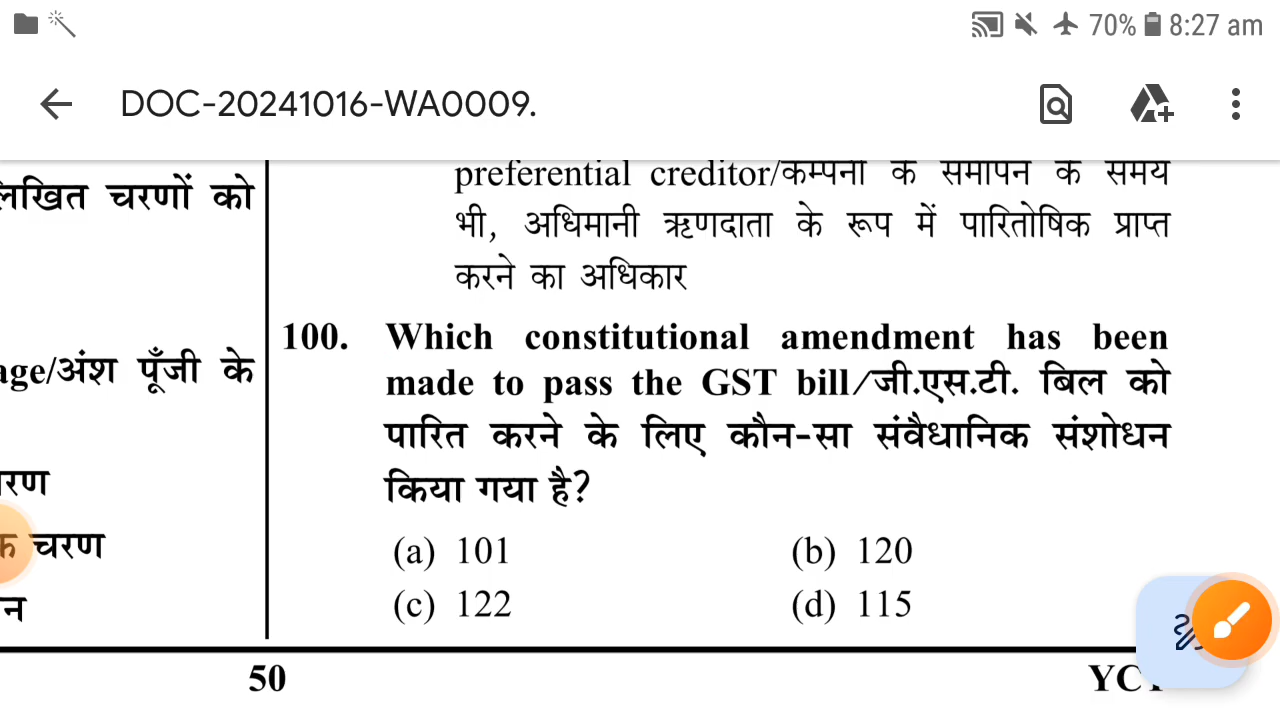 70% 8:27 am
DOC-20241016-WA0009.
लिखित चरणों को
age/अंश पूँजी के
रण
क चरण
न
preferential creditor/कम्पनी के समापन के समय
भी, अधिमानी ऋणदाता के रूप में पारितोषिक प्राप्त
करने का अधिकार
100. Which constitutional amendment has been
made to pass the GST bill/जी.एस.टी. बिल को
पारित करने के लिए कौन-सा संवैधानिक संशोधन
किया गया है?
(a) 101 (b) 120
(c) 122 (d) 115
50 YCT